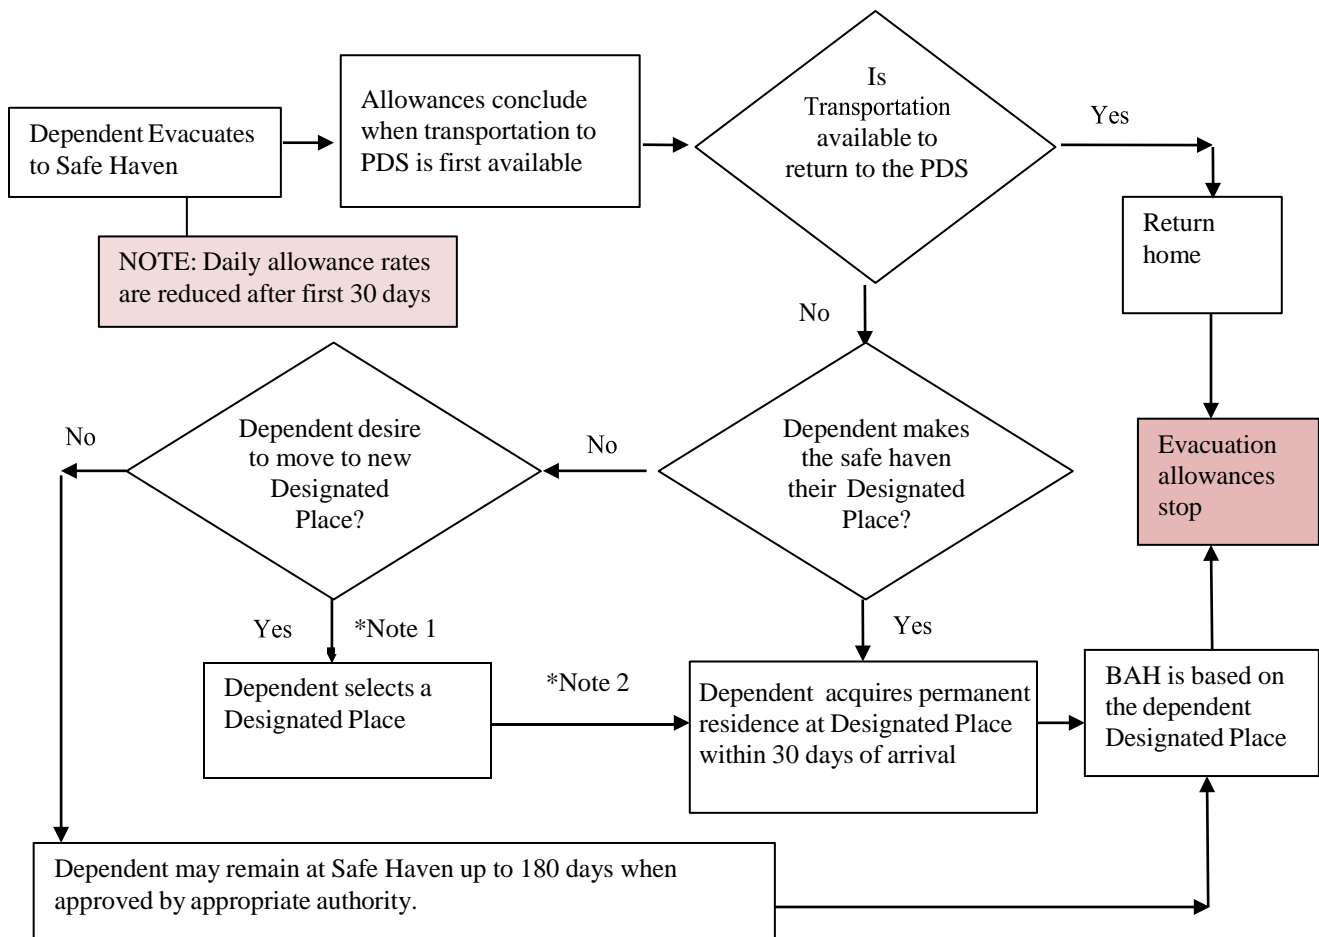 Dependent Evacuates
to Safe Haven
Allowances conclude
when transportation to
PDS is first available
Is
Transportation
available to
return to the PDS
Yes
Return
home
NOTE: Daily allowance rates
are reduced after first 30 days
No
Dependent desire
to move to new
Designated
Place?
No
No
Dependent makes
the safe haven
their Designated
Place?
Evacuation
allowances
stop
Yes
*Note 1
Yes
Dependent selects a
Designated Place
*Note 2
Dependent acquires permanent
residence at Designated Place
within 30 days of arrival
BAH is based on
the dependent
Designated Place
Dependent may remain at Safe Haven up to 180 days when
approved by appropriate authority.